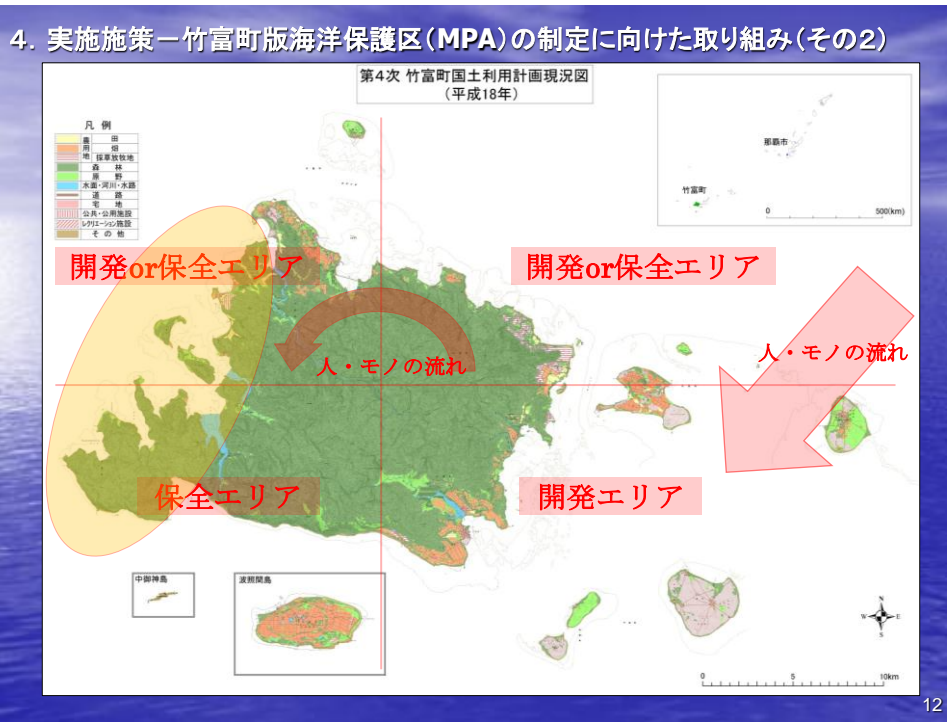 4．実施施策－竹富町版海洋保護区（MPA）の制定に向けた取り組み（その2）
第4次 竹富町国土利用計画現況図
（平成18年）
凡 例
農用地
田
畑
採草放牧地
森 林
原 野
水面・河川・水路
道 路
宅 地
公共・公用施設
レクリエーション施設
そ の 他
那覇市
竹富町
0 500(km)
開発or保全エリア
開発or保全エリア
人・モノの流れ
人・モノの流れ
保全エリア
開発エリア
中御神島
波照間島
N
W E
S
0 5 10km
12